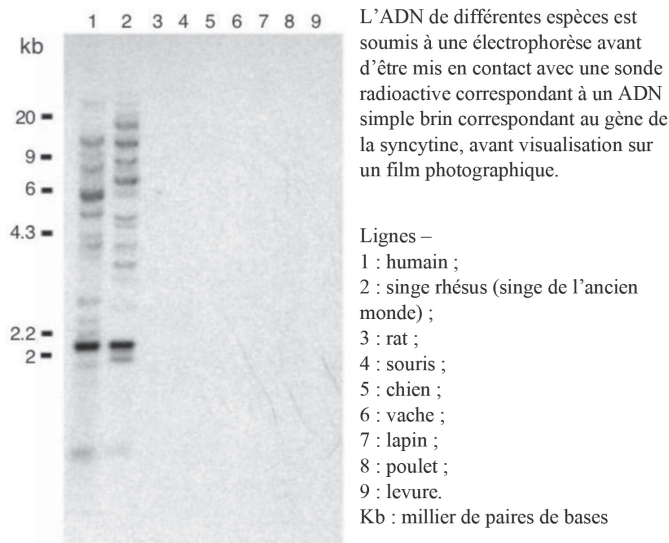 kb
1 2 3 4 5 6 7 8 9
20
9
6
4.3
2.2
2
L'ADN de différentes espèces est
soumis à une électrophorèse avant
d'être mis en contact avec une sonde
radioactive correspondant à un ADN
simple brin correspondant au gène de
la syncytine, avant visualisation sur
un film photographique.
Lignes –
1 : humain ;
2 : singe rhésus (singe de l'ancien
monde) ;
3 : rat ;
4 : souris ;
5 : chien ;
6 : vache ;
7 : lapin ;
8 : poulet ;
9 : levure.
Kb : millier de paires de bases